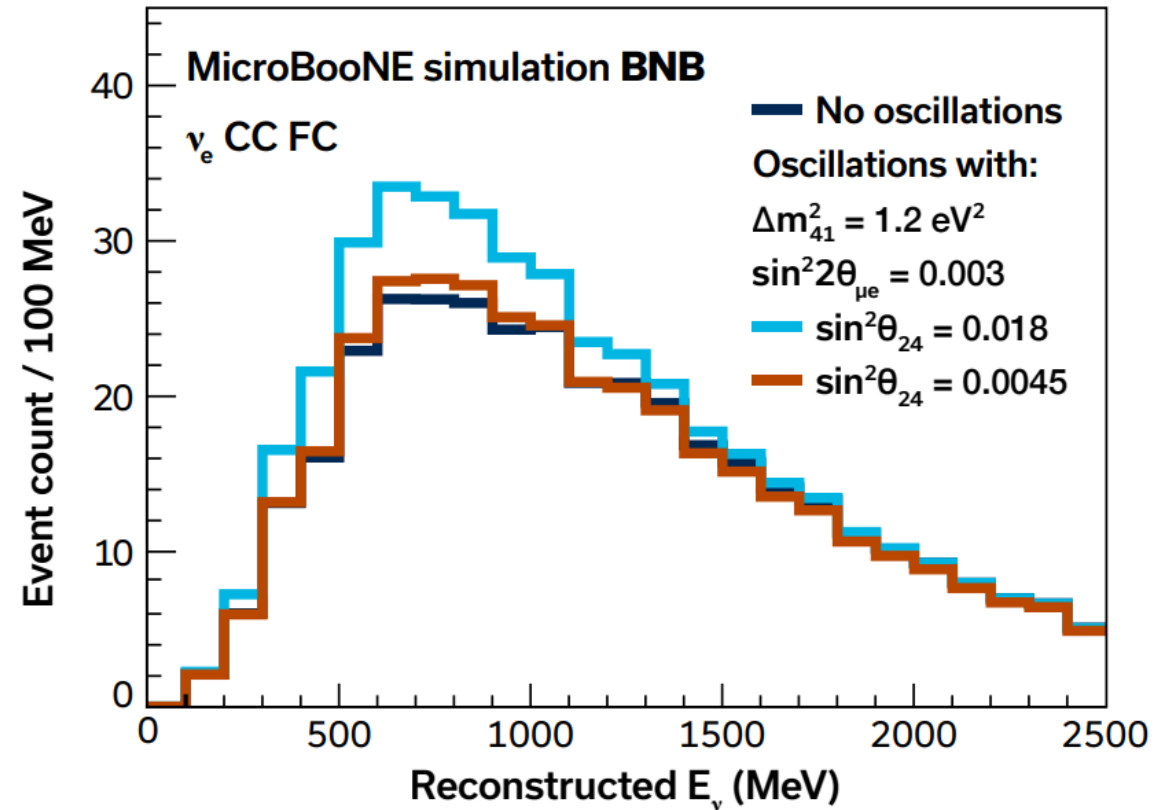 MicroBooNE simulation BNB
νe CC FC
No oscillations
Oscillations with:
Δm²₄₁ = 1.2 eV²
sin²2θμe = 0.003
sin²θ₂₄ = 0.018
sin²θ₂₄ = 0.0045
Event count / 100 MeV
40
30
20
10
0
0 500 1000 1500 2000 2500
Reconstructed Eν (MeV)